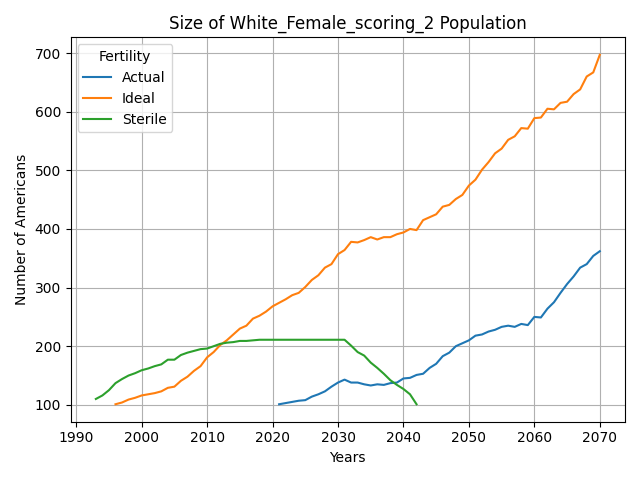 Size of White_Female_scoring_2 Population
Number of Americans
700
600
500
400
300
200
100
Fertility
Actual
Ideal
Sterile
1990
2000
2010
2020
2030
2040
2050
2060
2070
Years